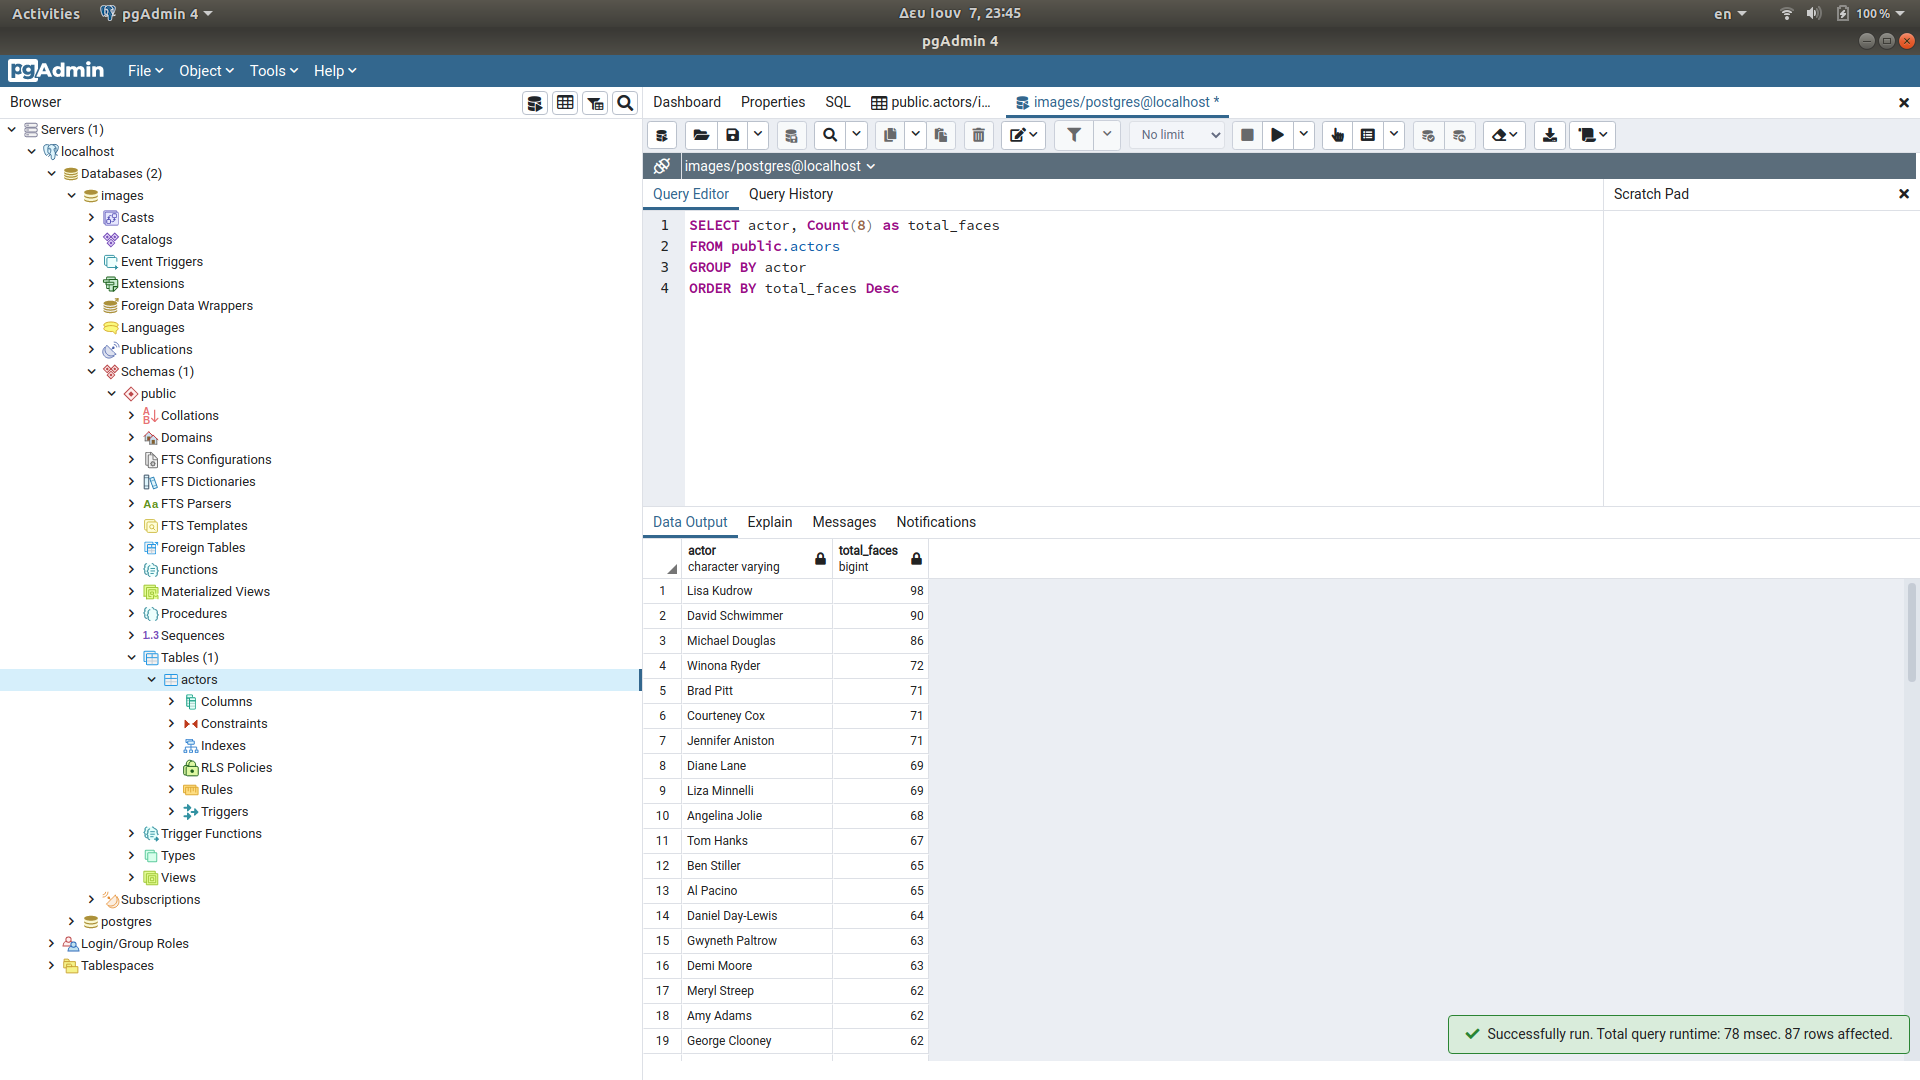 Activities pgAdmin 4 Δευ Ιουν 7, 23:45 en 100 %
pgAdmin 4
pgAdmin File Object Tools Help
Browser
Dashboard Properties SQL public.actors/i... images/postgres@localhost *
No limit
images/postgres@localhost
Query Editor Query History
Scratch Pad
1 SELECT actor, Count(8) as total_faces
2 FROM public.actors
3 GROUP BY actor
4 ORDER BY total_faces Desc
Servers (1)
localhost
Databases (2)
images
Casts
Catalogs
Event Triggers
Extensions
Foreign Data Wrappers
Languages
Publications
Schemas (1)
public
Collations
Domains
FTS Configurations
FTS Dictionaries
Aa FTS Parsers
FTS Templates
Foreign Tables
Functions
Materialized Views
Procedures
1..3 Sequences
Tables (1)
actors
Columns
Constraints
Indexes
RLS Policies
Rules
Triggers
Trigger Functions
Types
Views
Subscriptions
postgres
Login/Group Roles
Tablespaces
Data Output Explain Messages Notifications
actor total_faces
character varying bigint
1 Lisa Kudrow 98
2 David Schwimmer 90
3 Michael Douglas 86
4 Winona Ryder 72
5 Brad Pitt 71
6 Courteney Cox 71
7 Jennifer Aniston 71
8 Diane Lane 69
9 Liza Minnelli 69
10 Angelina Jolie 68
11 Tom Hanks 67
12 Ben Stiller 65
13 Al Pacino 65
14 Daniel Day-Lewis 64
15 Gwyneth Paltrow 63
16 Demi Moore 63
17 Meryl Streep 62
18 Amy Adams 62
19 George Clooney 62
Successfully run. Total query runtime: 78 msec. 87 rows affected.